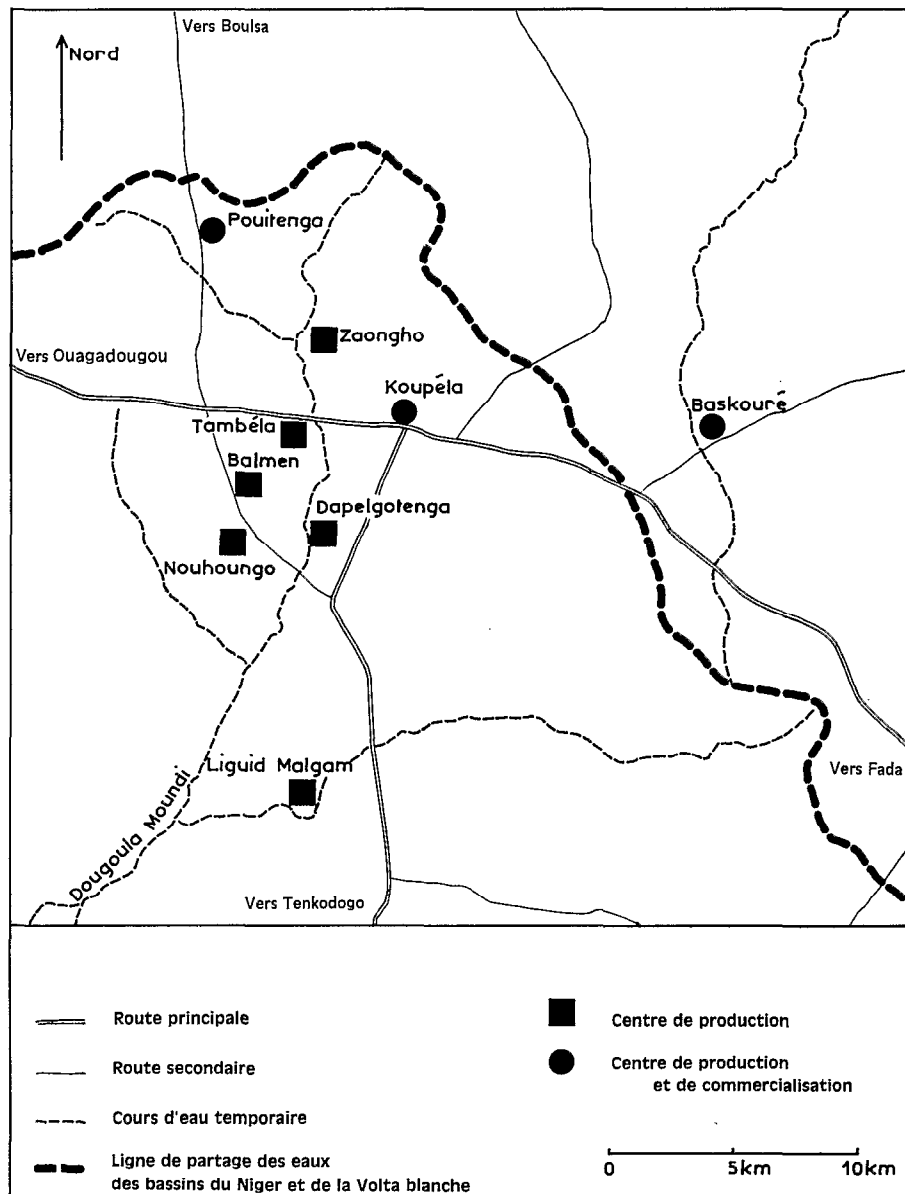 Vers Boulsa
Nord
Pouitenga
Zaongho
Vers Ouagadougou
Koupéla
Baskouré
Tambéla
Balmen
Dapelgotenga
Nouhoungo
Liguid Malgam
Vers Fada
Dougoula Moundi
Vers Tenkodogo
Route principale
Route secondaire
Cours d'eau temporaire
Ligne de partage des eaux
des bassins du Niger et de la Volta blanche
Centre de production
Centre de production
et de commercialisation
0 5km 10km